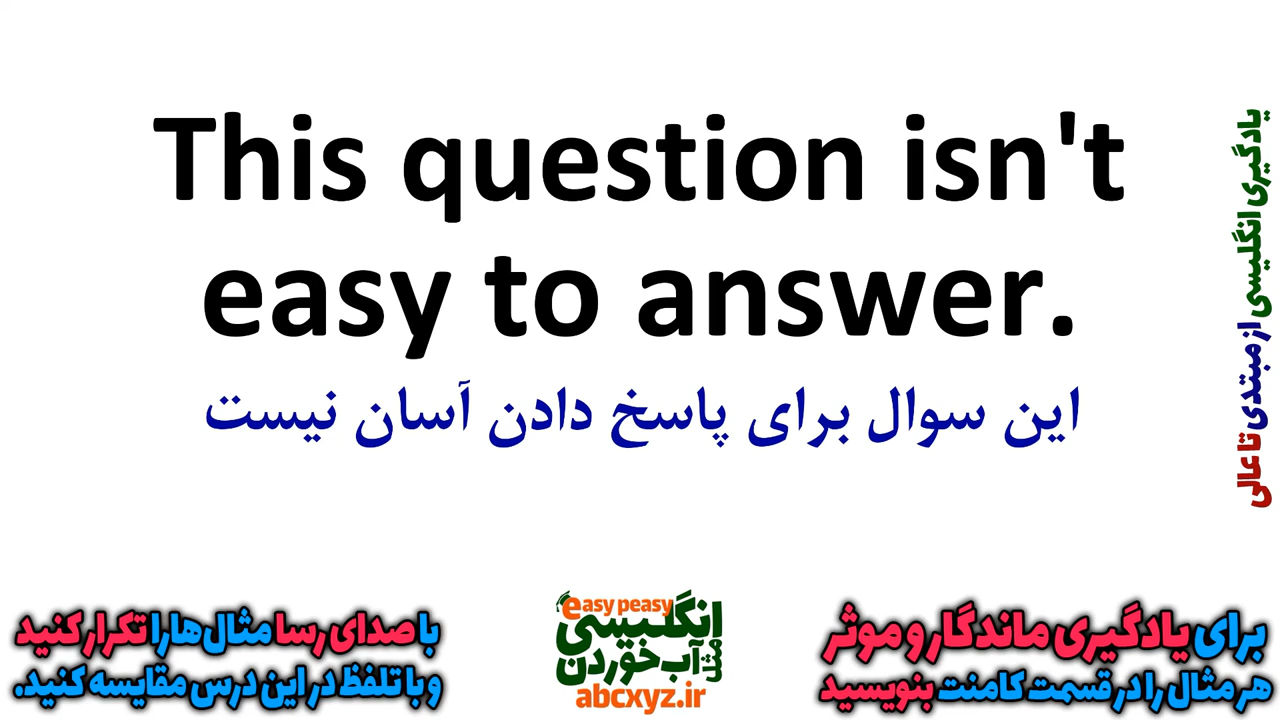 This question isn't
easy to answer.
این سوال برای پاسخ دادن آسان نیست
یادگیری انگلیسی از مبتدی تا عالی
برای یادگیری ماندگار و موثر
هر مثال را در قسمت کامنت بنویسید
easy peasy
انگلیسی
مثل
آب خوردن
abcxyz.ir
با صدای رسا مثال‌ها را تکرار کنید
و با تلفظ در این درس مقایسه کنید.